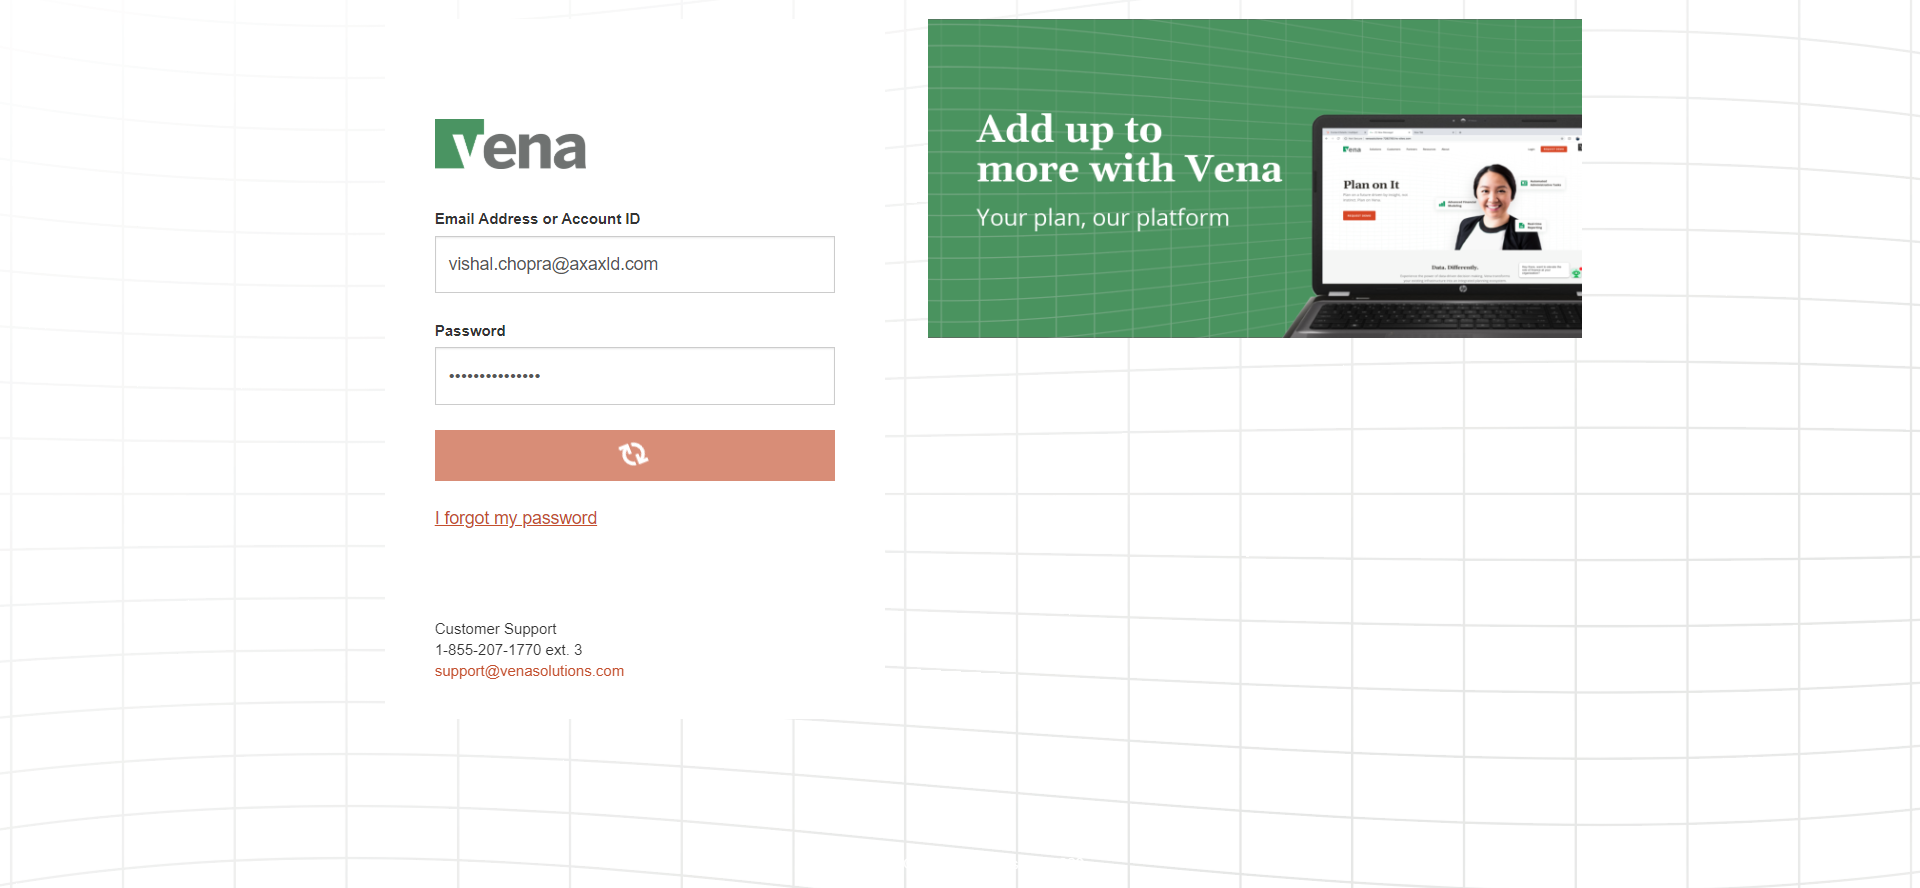 vena
Email Address or Account ID
vishal.chopra@axaxld.com
Password
•••••••••••••••
I forgot my password
Customer Support
1-855-207-1770 ext. 3
support@venasolutions.com
Add up to
more with Vena
Your plan, our platform
Vena
Plan on It
Data, Differently.